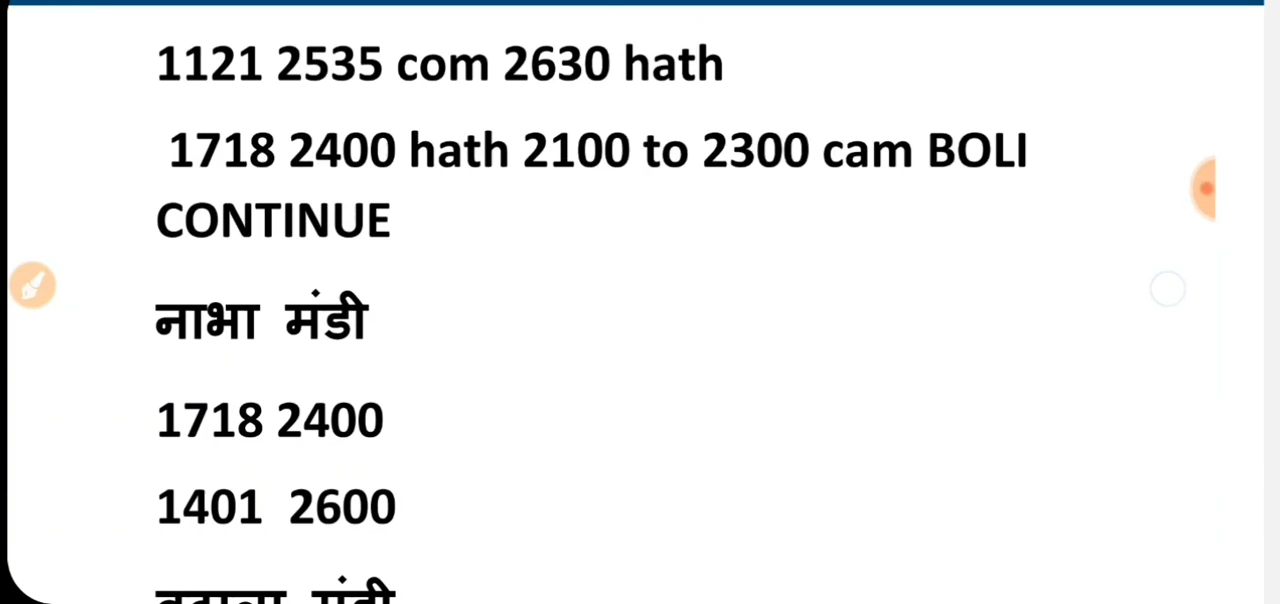 1121 2535 com 2630 hath
1718 2400 hath 2100 to 2300 cam BOLI
CONTINUE
नाभा मंडी
1718 2400
1401 2600
मंडी